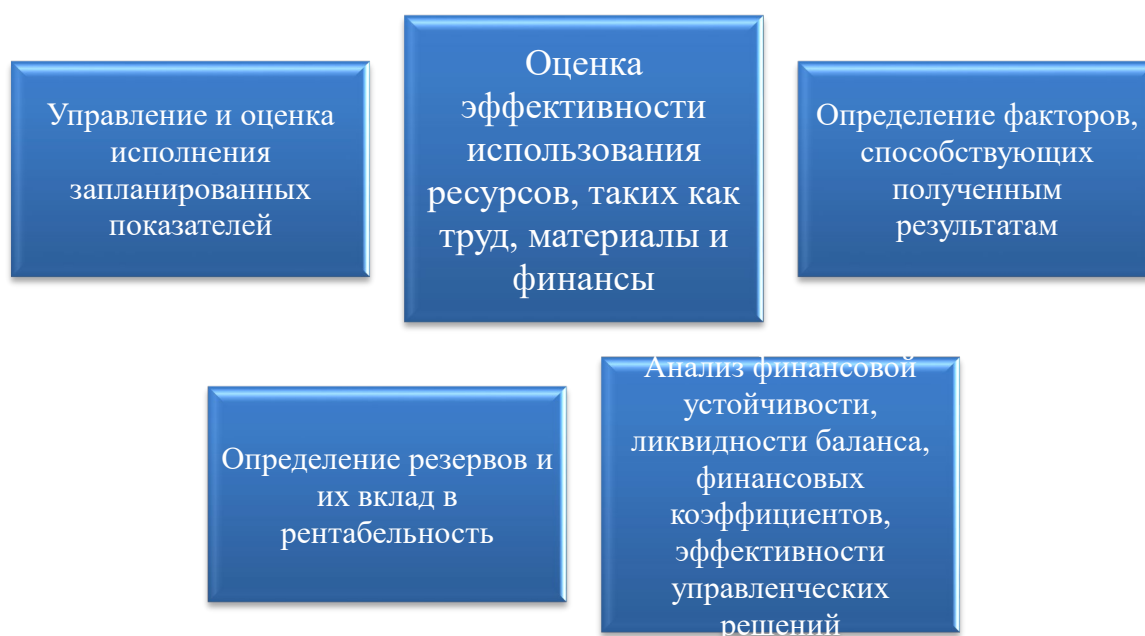 Управление и оценка
исполнения
запланированных
показателей
Оценка
эффективности
использования
ресурсов, таких как
труд, материалы и
финансы
Определение факторов,
способствующих
полученным
результатам
Определение резервов и
их вклад в
рентабельность
Анализ финансовой
устойчивости,
ликвидности баланса,
финансовых
коэффициентов,
эффективности
управленческих
решений